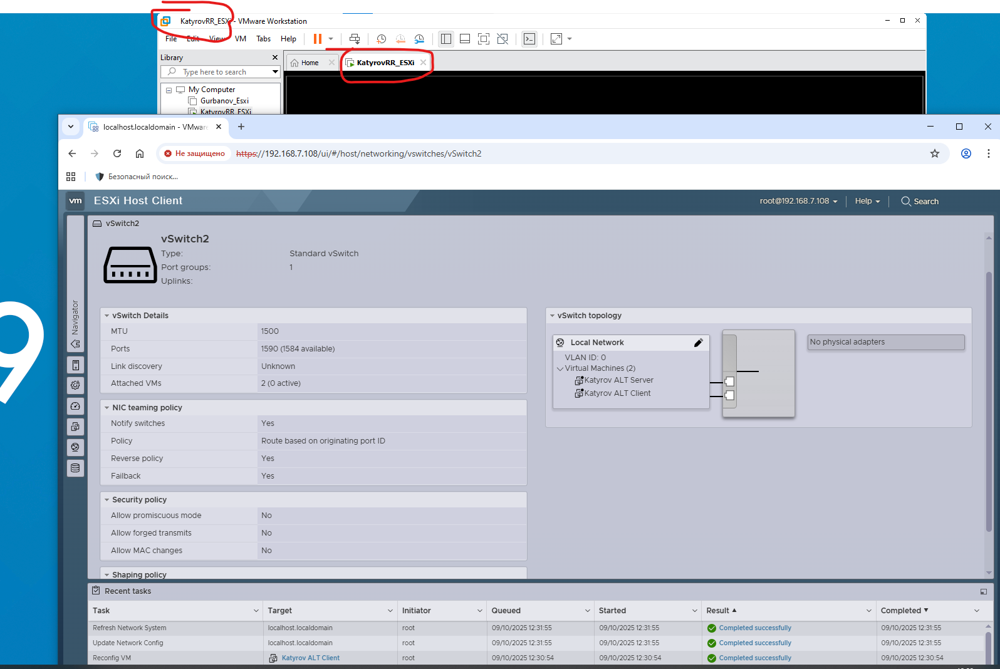 KatyrovRR_ESXi - VMware Workstation
File Edit View VM Tabs Help
Library
Home
KatyrovRR_ESXi
Type here to search
My Computer
Gurbanov_Esxi
KatyrovRR_ESXi
localhost.localdomain - VMware
Не защищено
https://192.168.7.108/ui/#/host/networking/vswitches/vSwitch2
Безопасный поиск...
vm
ESXi Host Client
root@192.168.7.108
Help
Search
Navigator
vSwitch2
vSwitch2
Type: Standard vSwitch
Port groups: 1
Uplinks:
vSwitch Details
MTU 1500
Ports 1590 (1584 available)
Link discovery Unknown
Attached VMs 2 (0 active)
NIC teaming policy
Notify switches Yes
Policy Route based on originating port ID
Reverse policy Yes
Failback Yes
Security policy
Allow promiscuous mode No
Allow forged transmits No
Allow MAC changes No
Shaping policy
vSwitch topology
Local Network
VLAN ID: 0
Virtual Machines (2)
Katyrov ALT Server
Katyrov ALT Client
No physical adapters
9
Recent tasks
Task Target Initiator Queued Started Result Completed
Refresh Network System localhost.localdomain root 09/10/2025 12:31:55 09/10/2025 12:31:55 Completed successfully 09/10/2025 12:31:55
Update Network Config localhost.localdomain root 09/10/2025 12:31:55 09/10/2025 12:31:55 Completed successfully 09/10/2025 12:31:55
Reconfig VM Katyrov ALT Client root 09/10/2025 12:30:54 09/10/2025 12:30:54 Completed successfully 09/10/2025 12:30:54